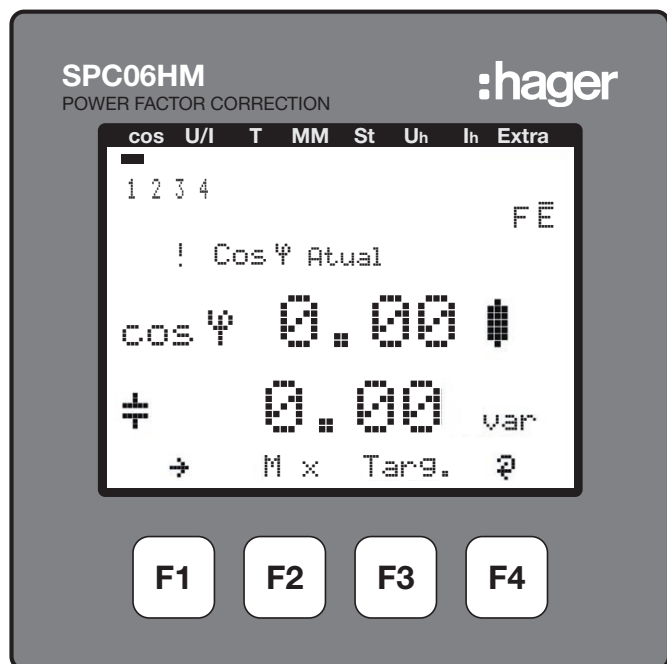 SPC06HM
:hager
POWER FACTOR CORRECTION
cos U/I T MM St Uh Ih Extra
1 2 3 4
F Ē
! Cos φ Atual
cos φ 0.00
0.00 var
→ M x Targ.
F1 F2 F3 F4